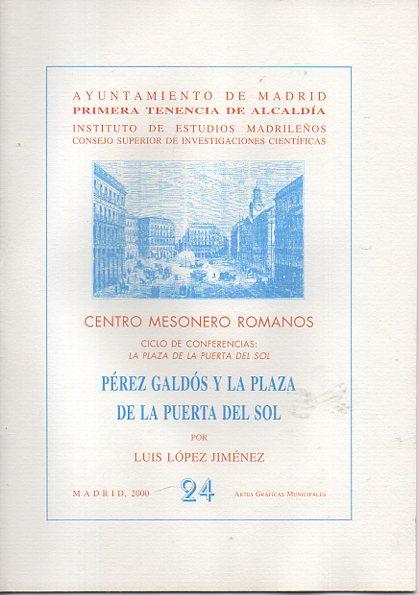 AYUNTAMIENTO DE MADRID
PRIMERA TENENCIA DE ALCALDÍA
INSTITUTO DE ESTUDIOS MADRILEÑOS
CONSEJO SUPERIOR DE INVESTIGACIONES CIENTÍFICAS
CENTRO MESONERO ROMANOS
CICLO DE CONFERENCIAS:
LA PLAZA DE LA PUERTA DEL SOL
PÉREZ GALDÓS Y LA PLAZA
DE LA PUERTA DEL SOL
POR
LUIS LÓPEZ JIMÉNEZ
MADRID, 2000 24 ARTES GRÁFICAS MUNICIPALES